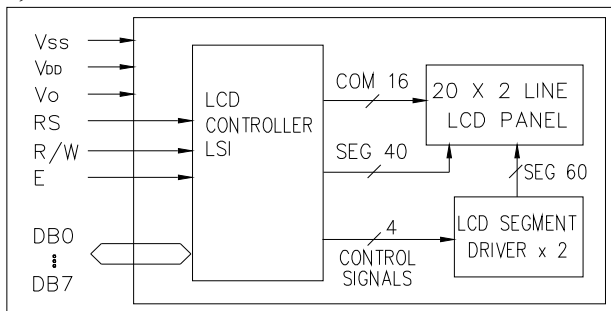 Vss
VDD
Vo
RS
R/W
E
DB0
DB7
LCD
CONTROLLER
LSI
COM 16
SEG 40
4
CONTROL
SIGNALS
20 X 2 LINE
LCD PANEL
SEG 60
LCD SEGMENT
DRIVER x 2